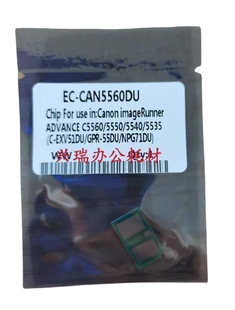 EC-CAN5560DU
Chip For use in:Canon imageRunner
ADVANCE C5560/5550/5540/5535
(C-EXV51DU/GPR-55DU/NPG71DU)
兴瑞办公耗材